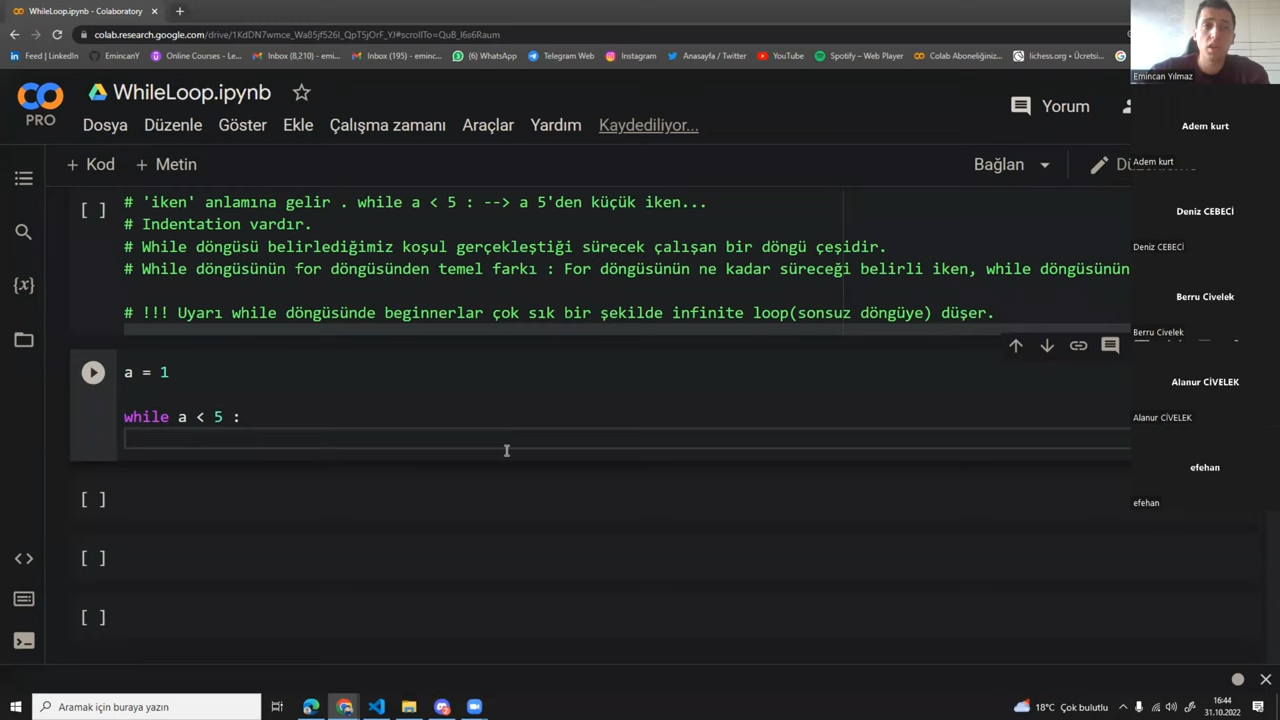 WhileLoop.ipynb - Colaboratory
colab.research.google.com/drive/1KdDN7wmce_Wa85jf526I_QpT5jOrF_YJ#scrollTo=QuB_l6s6Raum
Feed | LinkedIn
EmincanY
Online Courses - Le...
Inbox (8,210) - emi...
Inbox (195) - eminc...
(6) WhatsApp
Telegram Web
Instagram
Anasayfa / Twitter
YouTube
Spotify – Web Player
Colab Aboneliğiniz...
lichess.org • Ücretsi...
Emincan Yılmaz
WhileLoop.ipynb
PRO
Yorum
Dosya Düzenle Göster Ekle Çalışma zamanı Araçlar Yardım Kaydediliyor...
Adem kurt
Adem kurt
+ Kod + Metin
Bağlan
[ ] # 'iken' anlamına gelir . while a < 5 : --> a 5'den küçük iken...
# Indentation vardır.
# While döngüsü belirlediğimiz koşul gerçekleştiği sürecek çalışan bir döngü çeşidir.
# While döngüsünün for döngüsünden temel farkı : For döngüsünün ne kadar süreceği belirli iken, while döngüsünün
# !!! Uyarı while döngüsünde beginnerlar çok sık bir şekilde infinite loop(sonsuz döngüye) düşer.
Deniz CEBECİ
Deniz CEBECİ
Berru Civelek
Berru Civelek
a = 1
while a < 5 :
Alanur CİVELEK
Alanur CİVELEK
efehan
efehan
[ ]
[ ]
[ ]
{x}
Aramak için buraya yazın
18°C Çok bulutlu
16:44
31.10.2022